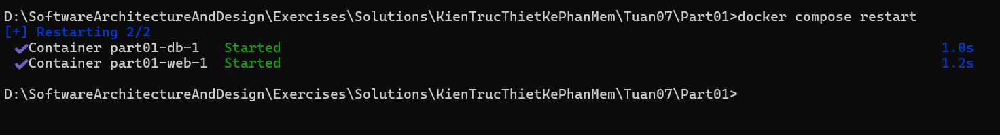 D:\SoftwareArchitectureAndDesign\Exercises\Solutions\KienTrucThietKePhanMem\Tuan07\Part01>docker compose restart
[+] Restarting 2/2
✔Container part01-db-1   Started   1.0s
✔Container part01-web-1  Started   1.2s
D:\SoftwareArchitectureAndDesign\Exercises\Solutions\KienTrucThietKePhanMem\Tuan07\Part01>